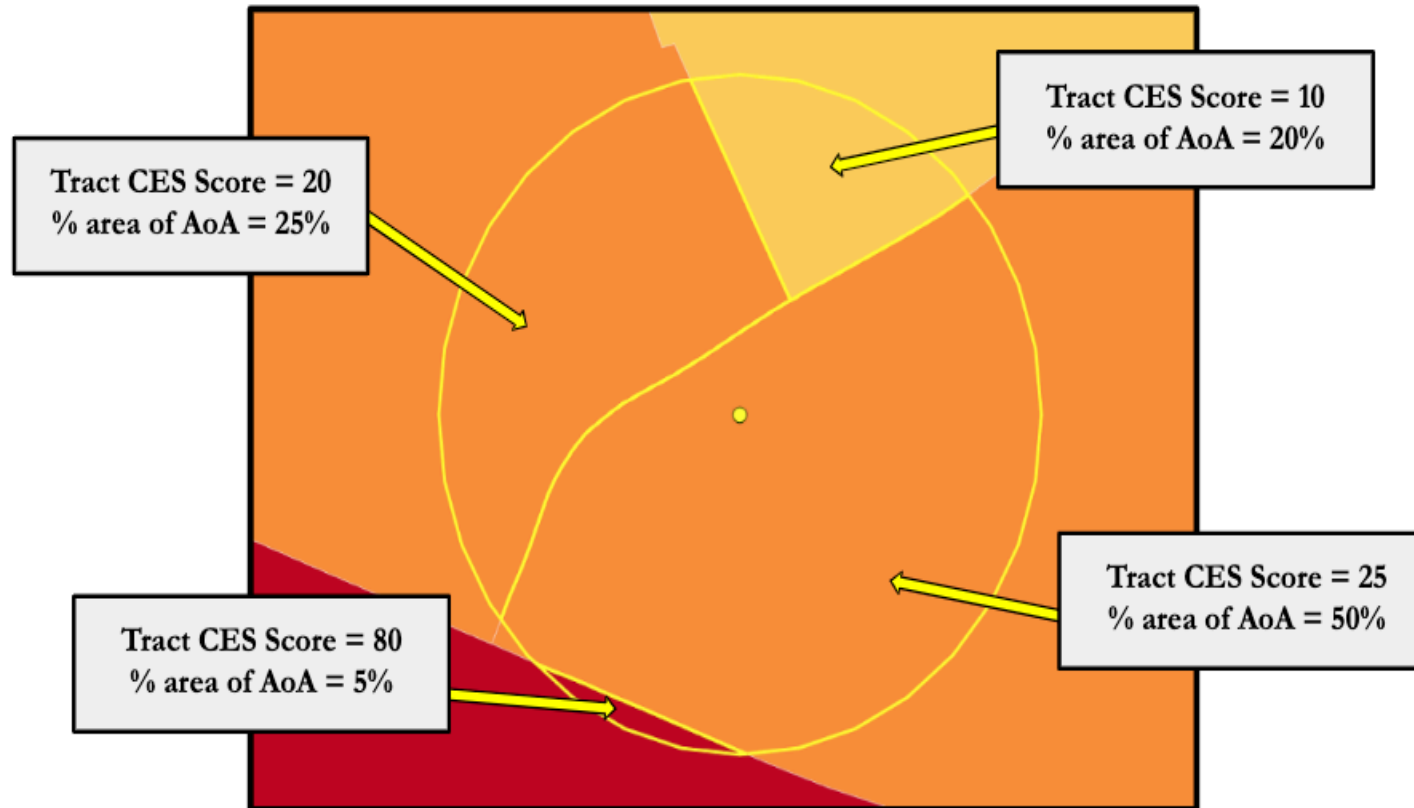 Tract CES Score = 10
% area of AoA = 20%
Tract CES Score = 20
% area of AoA = 25%
Tract CES Score = 25
% area of AoA = 50%
Tract CES Score = 80
% area of AoA = 5%